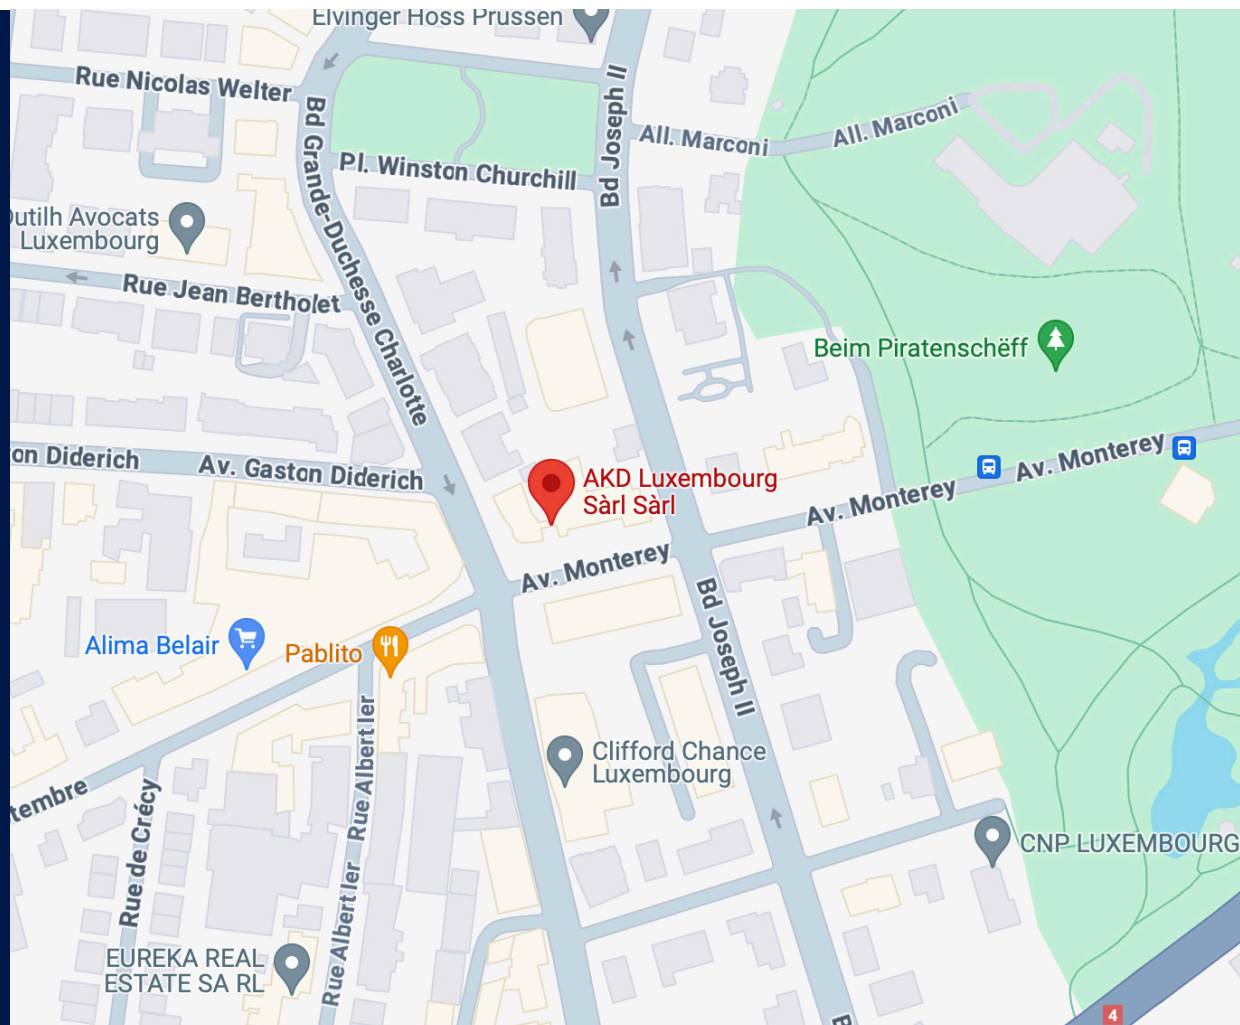 Elvinger Hoss Prussen
Rue Nicolas Welter
Bd Grande-Duchesse Charlotte
Bd Joseph II
All. Marconi
All. Marconi
Pl. Winston Churchill
utilh Avocats
Luxembourg
Rue Jean Bertholet
Beim Piratenschëff
on Diderich
Av. Gaston Diderich
AKD Luxembourg
Sàrl Sàrl
Av. Monterey
Av. Monterey
Av. Monterey
Bd Joseph II
Alima Belair
Pablito
Rue Albert Ier
Clifford Chance
Luxembourg
tembre
Rue de Crécy
Rue Albert Ier
CNP LUXEMBOURG
EUREKA REAL
ESTATE SA RL
4